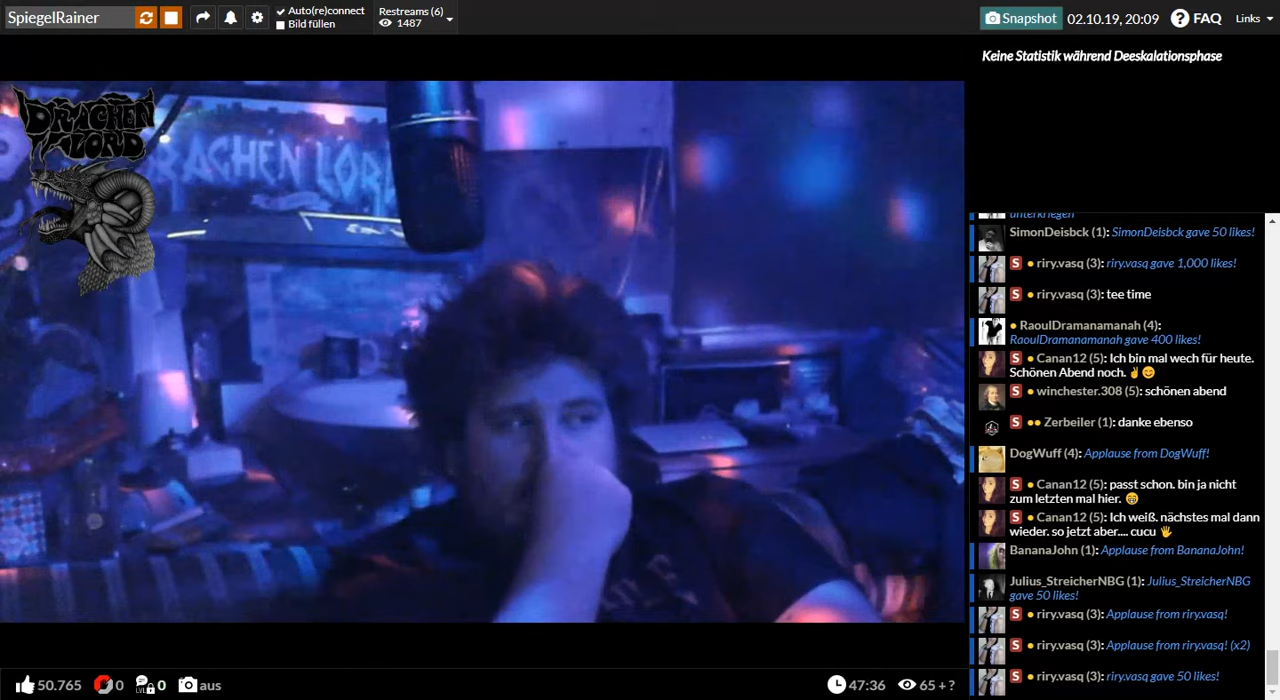 SpiegelRainer
Auto(re)connect
Bild füllen
Restreams (6)
1487
Snapshot
02.10.19, 20:09
FAQ
Links
Keine Statistik während Deeskalationsphase
DRACHEN
LORD
RACHEN LORD
unterkriegen
SimonDeisbck (1): SimonDeisbck gave 50 likes!
S riry.vasq (3): riry.vasq gave 1,000 likes!
S riry.vasq (3): tee time
RaoulDramanamanah (4):
RaoulDramanamanah gave 400 likes!
S Canan12 (5): Ich bin mal wech für heute.
Schönen Abend noch. ✌😊
S winchester.308 (5): schönen abend
S Zerbeiler (1): danke ebenso
DogWuff (4): Applause from DogWuff!
S Canan12 (5): passt schon. bin ja nicht
zum letzten mal hier. 😁
S Canan12 (5): Ich weiß. nächstes mal dann
wieder. so jetzt aber.... cucu 🖐
BananaJohn (1): Applause from BananaJohn!
Julius_StreicherNBG (1): Julius_StreicherNBG
gave 50 likes!
S riry.vasq (3): Applause from riry.vasq!
S riry.vasq (3): Applause from riry.vasq! (x2)
S riry.vasq (3): riry.vasq gave 50 likes!
50.765
0
LVL
0
aus
47:36
65 + ?